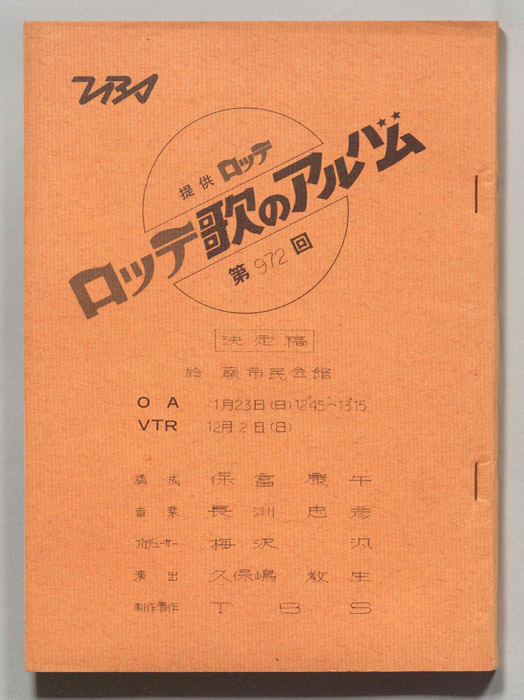 TBS
提供 ロッテ
ロッテ歌のアルバム
第972回
決定稿
於 蕨市民会館
OA 1月23日(日)12°45′~13°15
VTR 12月2日(日)
構成 保富康午
音楽 長洲忠彦
プロデューサー 梅沢汎
演出 久保嶋敦生
制作著作 TBS